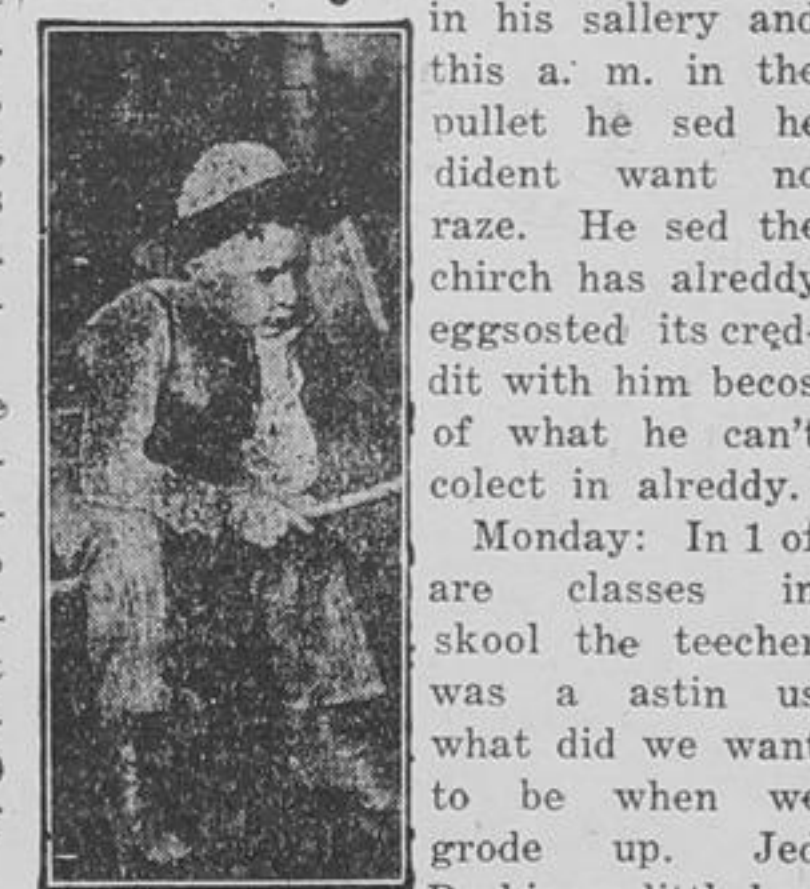 in his sallery and
this a. m. in the
pullet he sed he
dident want no
raze. He sed the
chirch has alreddy
eggsosted its cred-
dit with him becos
of what he can't
colect in alreddy.
Monday: In 1 of
are classes in
skool the teecher
was a astin us
what did we want
to be when we
grode up. Jed